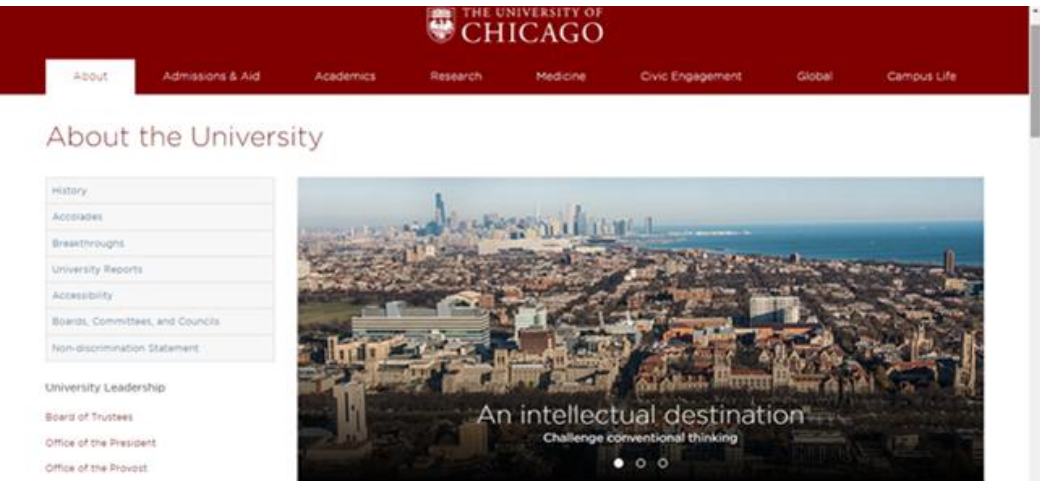 THE UNIVERSITY OF
CHICAGO
About Admissions & Aid Academics Research Medicine Civic Engagement Global Campus Life
About the University
History
Accolades
Breakthroughs
University Reports
Accessibility
Boards, Committees, and Councils
Non-discrimination Statement
University Leadership
Board of Trustees
Office of the President
Office of the Provost
An intellectual destination
Challenge conventional thinking